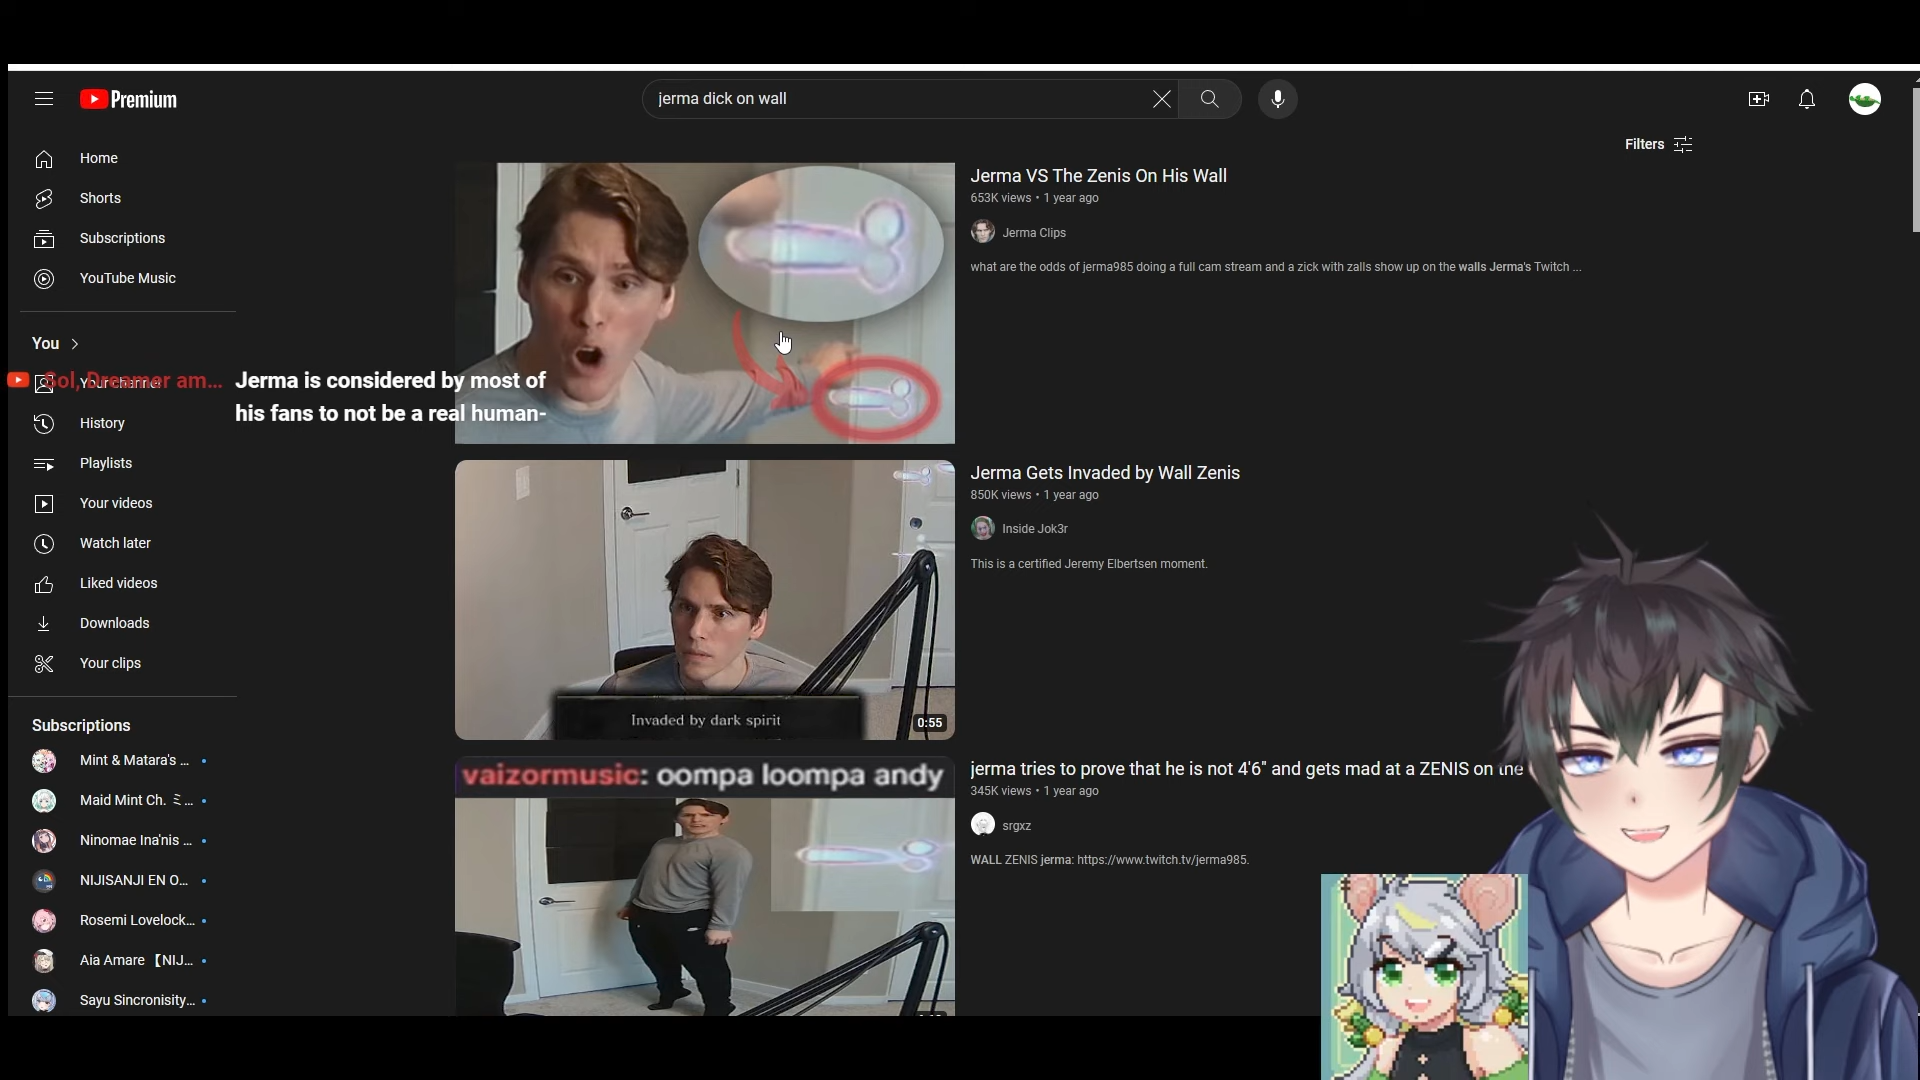 Premium
jerma dick on wall
Home
Shorts
Subscriptions
YouTube Music
You
Your channel
History
Playlists
Your videos
Watch later
Liked videos
Downloads
Your clips
Subscriptions
Mint & Matara's ...
Maid Mint Ch. ミ...
Ninomae Ina'nis ...
NIJISANJI EN O...
Rosemi Lovelock...
Aia Amare 【NIJ...
Sayu Sincronisity...
Sol, Dreamer am...
Jerma is considered by most of
his fans to not be a real human-
Filters
Jerma VS The Zenis On His Wall
653K views • 1 year ago
Jerma Clips
what are the odds of jerma985 doing a full cam stream and a zick with zalls show up on the walls Jerma's Twitch ...
Invaded by dark spirit
0:55
Jerma Gets Invaded by Wall Zenis
850K views • 1 year ago
Inside Jok3r
This is a certified Jeremy Elbertsen moment.
vaizormusic: oompa loompa andy
jerma tries to prove that he is not 4'6" and gets mad at a ZENIS on the
345K views • 1 year ago
srgxz
WALL ZENIS jerma: https://www.twitch.tv/jerma985.